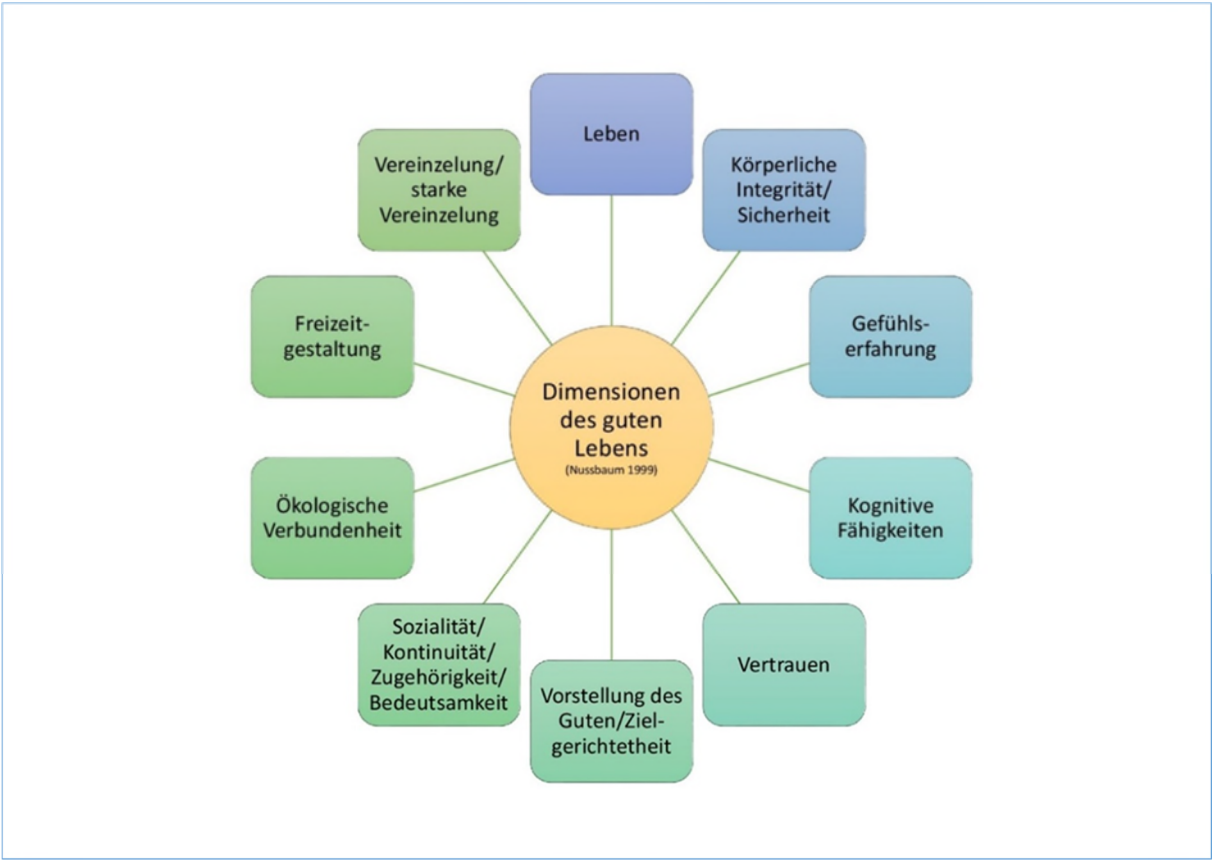 Leben
Körperliche
Integrität/
Sicherheit
Gefühls-
erfahrung
Kognitive
Fähigkeiten
Vertrauen
Vorstellung des
Guten/Ziel-
gerichtetheit
Sozialität/
Kontinuität/
Zugehörigkeit/
Bedeutsamkeit
Ökologische
Verbundenheit
Freizeit-
gestaltung
Vereinzelung/
starke
Vereinzelung
Dimensionen
des guten
Lebens
(Nussbaum 1999)